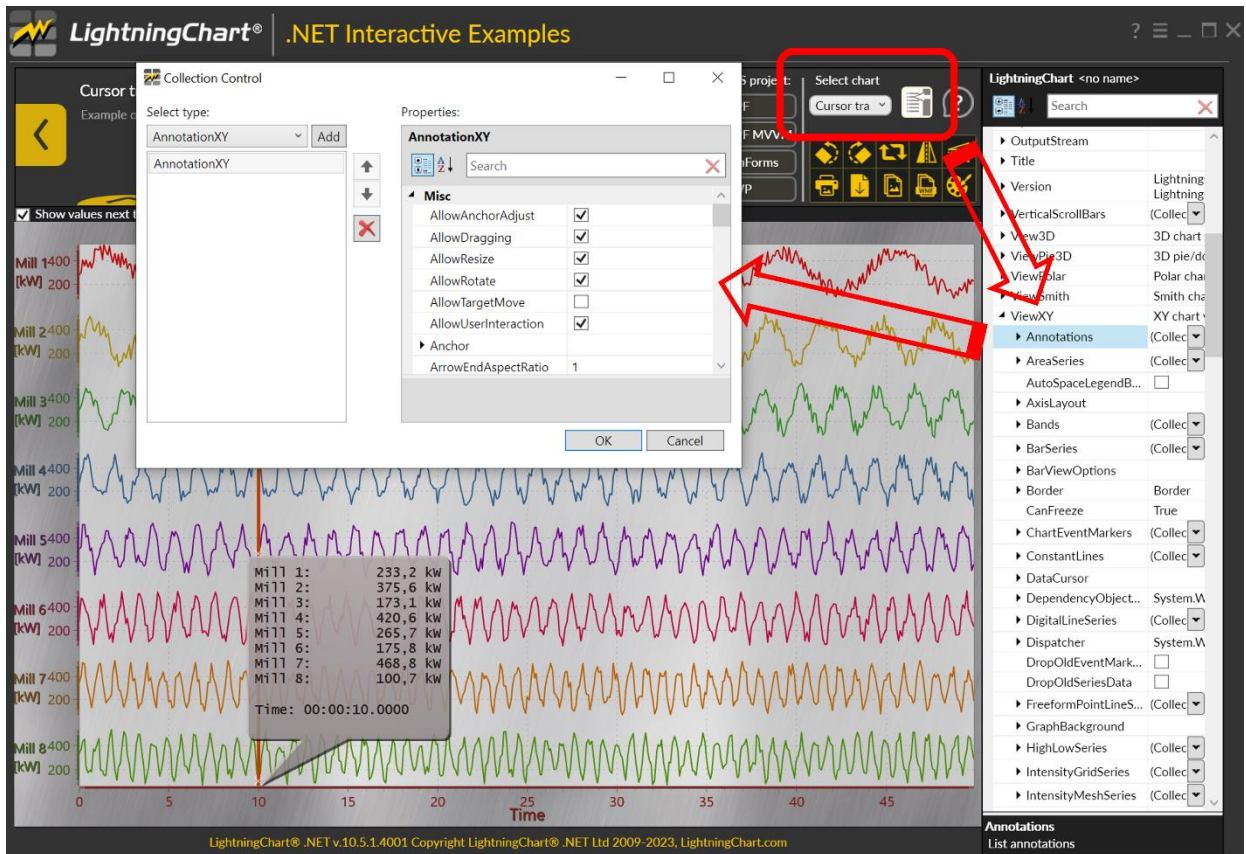 LightningChart® .NET Interactive Examples
?
Cursor t
Example o
Show values next t
Collection Control
Select type:
AnnotationXY
Add
AnnotationXY
Properties:
AnnotationXY
Search
Misc
AllowAnchorAdjust
AllowDragging
AllowResize
AllowRotate
AllowTargetMove
AllowUserInteraction
Anchor
ArrowEndAspectRatio 1
OK Cancel
S project:
F
F MVVM
nForms
/P
Select chart
Cursor tra
?
WMF
LightningChart <no name>
Search
OutputStream
Title
Version Lightning
Lightning
VerticalScrollBars (Collec
View3D 3D chart
ViewPie3D 3D pie/do
ViewPolar Polar cha
ViewSmith Smith cha
ViewXY XY chart
Annotations (Collec
AreaSeries (Collec
AutoSpaceLegendB...
AxisLayout
Bands (Collec
BarSeries (Collec
BarViewOptions
Border Border
CanFreeze True
ChartEventMarkers (Collec
ConstantLines (Collec
DataCursor
DependencyObject... System.W
DigitalLineSeries (Collec
Dispatcher System.W
DropOldEventMark...
DropOldSeriesData
FreeformPointLineS... (Collec
GraphBackground
HighLowSeries (Collec
IntensityGridSeries (Collec
IntensityMeshSeries (Collec
Annotations
List annotations
Mill 1 400
[kW] 200
Mill 2 400
[kW] 200
Mill 3 400
[kW] 200
Mill 4 400
[kW] 200
Mill 5 400
[kW] 200
Mill 6 400
[kW] 200
Mill 7 400
[kW] 200
Mill 8 400
[kW] 200
Mill 1: 233,2 kW
Mill 2: 375,6 kW
Mill 3: 173,1 kW
Mill 4: 420,6 kW
Mill 5: 265,7 kW
Mill 6: 175,8 kW
Mill 7: 468,8 kW
Mill 8: 100,7 kW
Time: 00:00:10.0000
0 5 10 15 20 25 30 35 40 45
Time
LightningChart® .NET v.10.5.1.4001 Copyright LightningChart® .NET Ltd 2009-2023, LightningChart.com